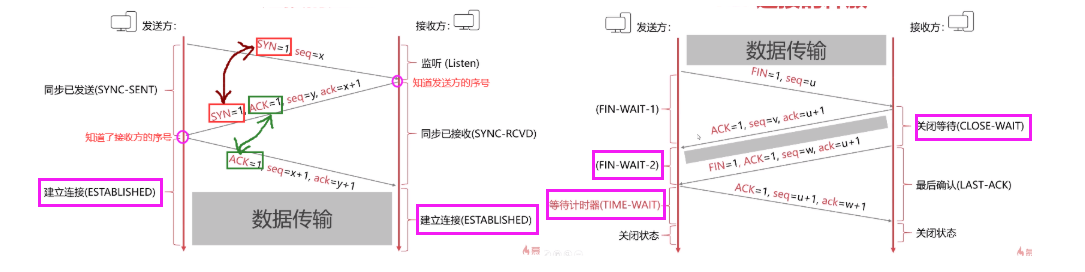 发送方:
接收方:
SYN=1, seq=x
监听 (Listen)
知道发送方的序号
同步已发送(SYNC-SENT)
SYN=1, ACK=1, seq=y, ack=x+1
知道了接收方的序号
同步已接收(SYNC-RCVD)
ACK=1, seq=x+1, ack=y+1
建立连接(ESTABLISHED)
数据传输
建立连接(ESTABLISHED)
发送方:
接收方:
数据传输
FIN=1, seq=u
(FIN-WAIT-1)
ACK=1, seq=v, ack=u+1
关闭等待(CLOSE-WAIT)
(FIN-WAIT-2)
FIN=1, ACK=1, seq=w, ack=u+1
最后确认(LAST-ACK)
等待计时器(TIME-WAIT)
ACK=1, seq=u+1, ack=w+1
关闭状态
关闭状态